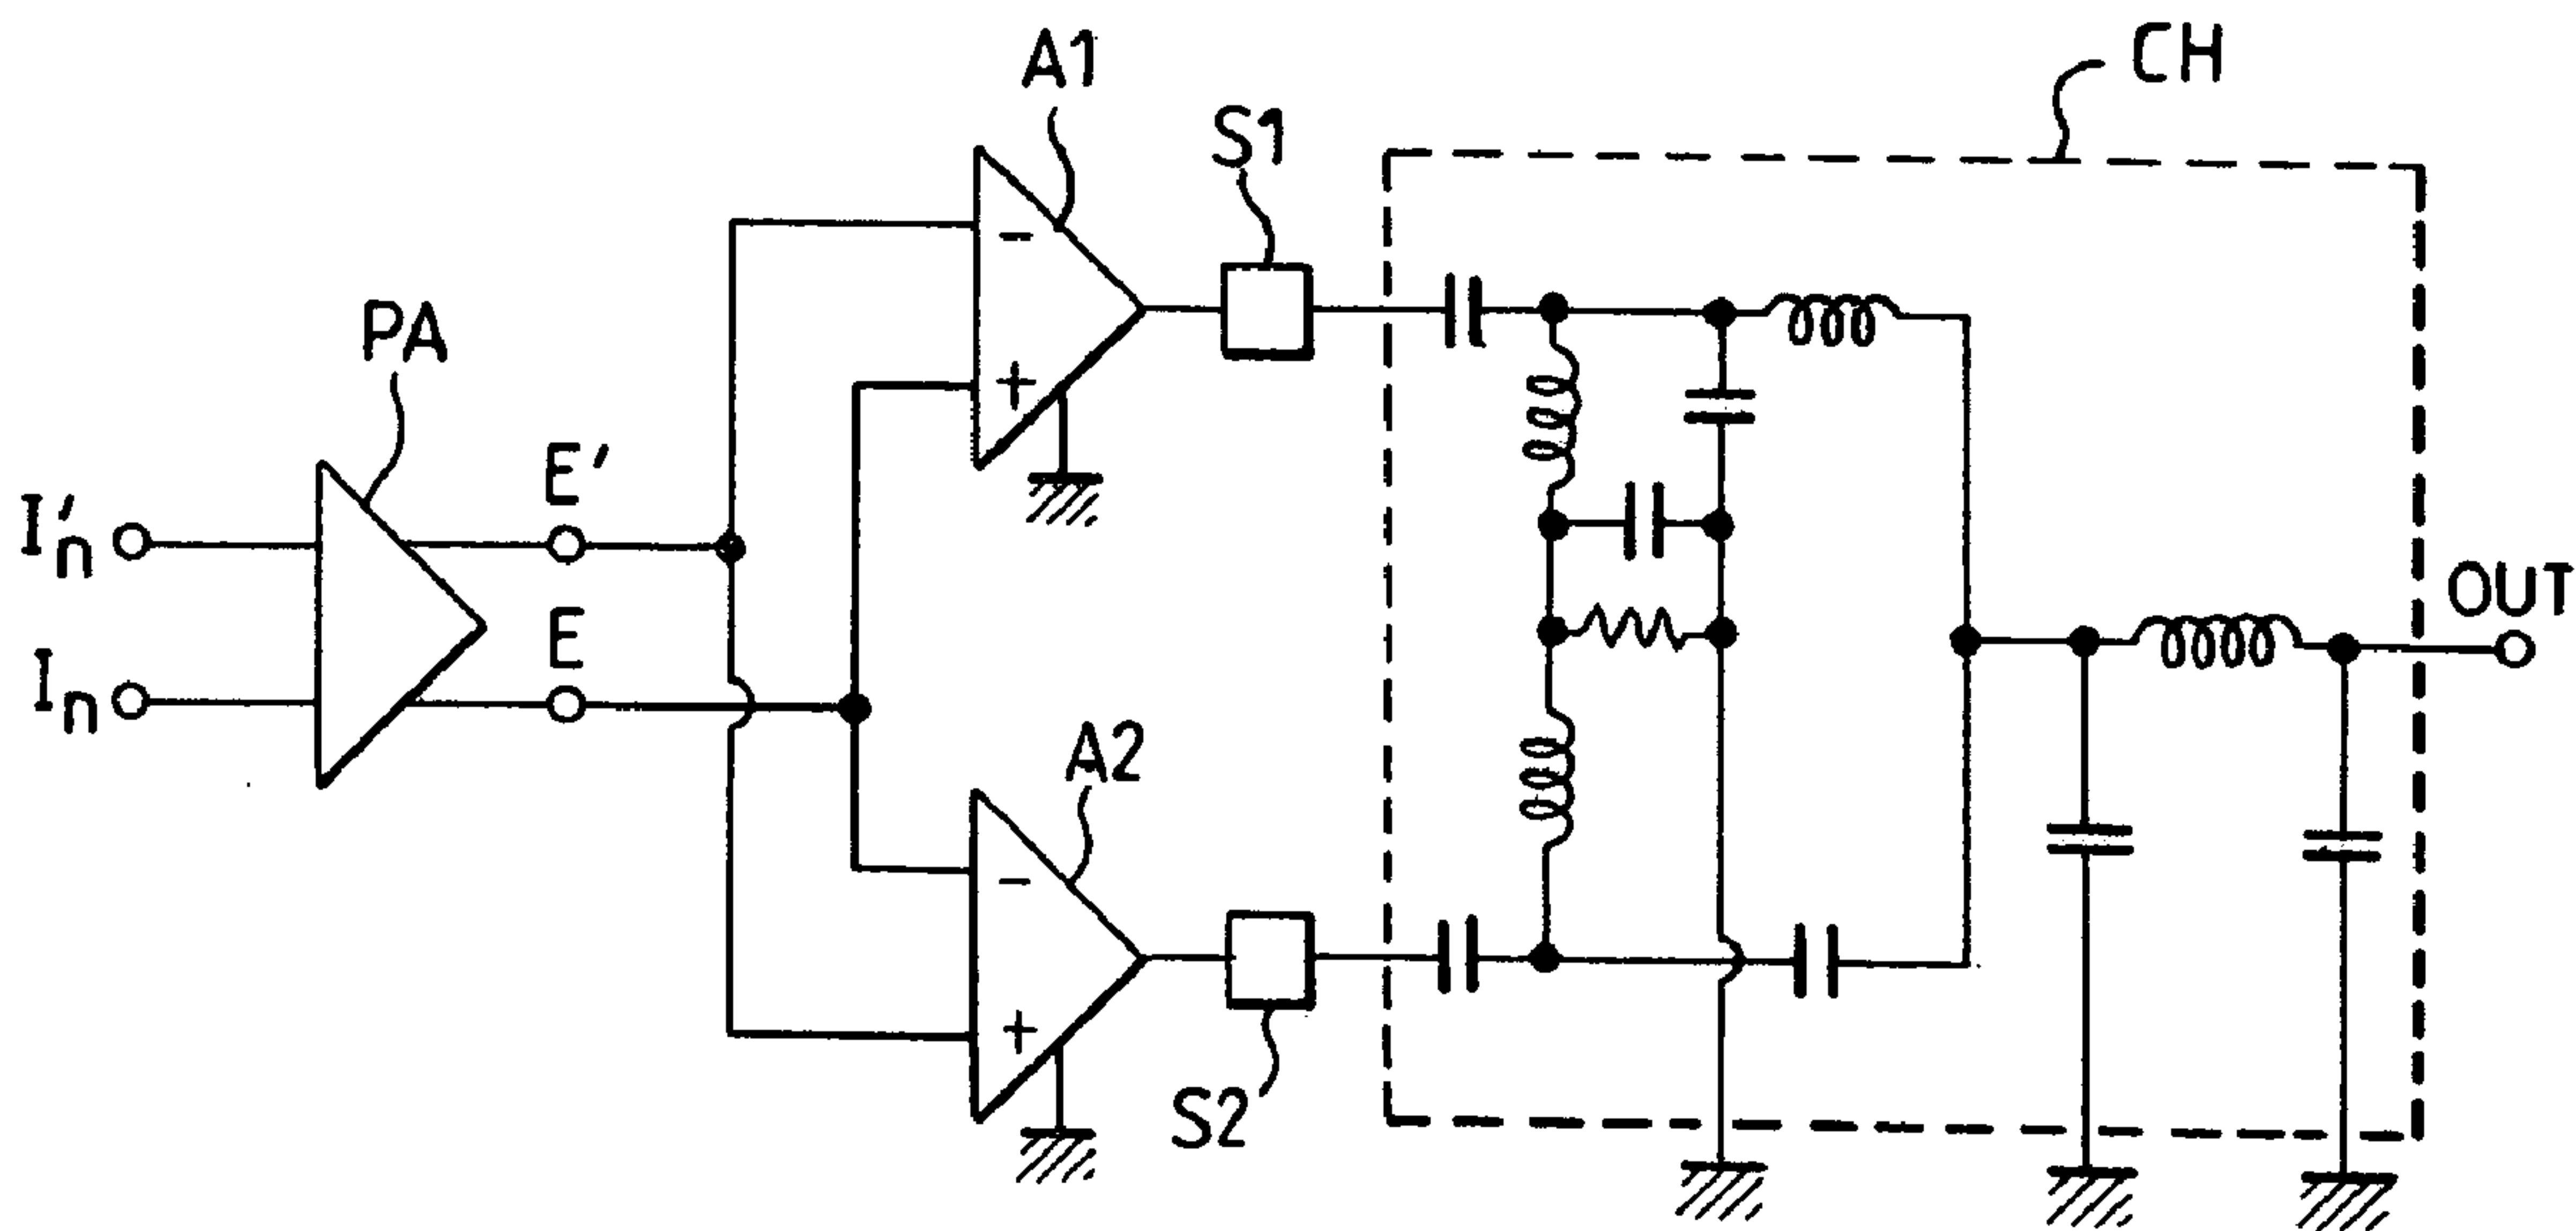 A1
CH
S1
PA
-
+
E'
I'n
OUT
E
In
A2
-
+
S2